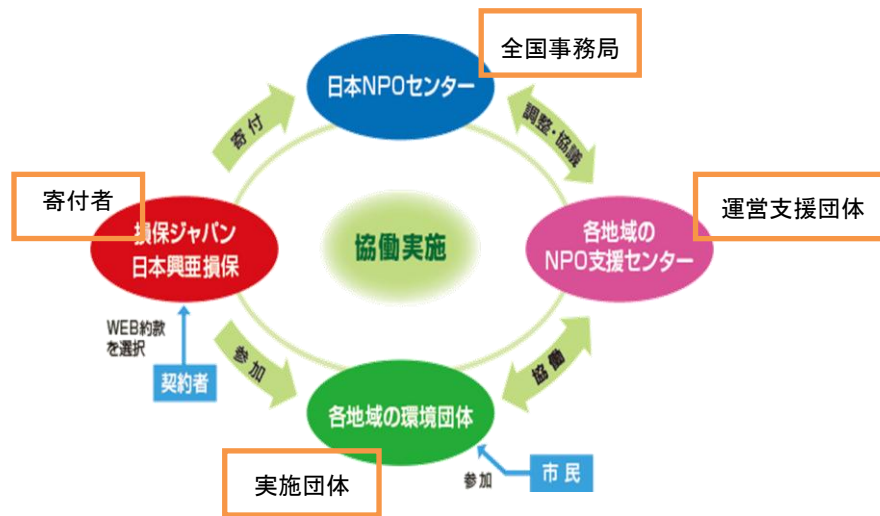 全国事務局
日本NPOセンター
寄付
調整・協議
寄付者
運営支援団体
損保ジャパン
日本興亜損保
協働実施
各地域の
NPO支援センター
WEB約款
を選択
契約者
参加
協働
各地域の環境団体
参加
市民
実施団体